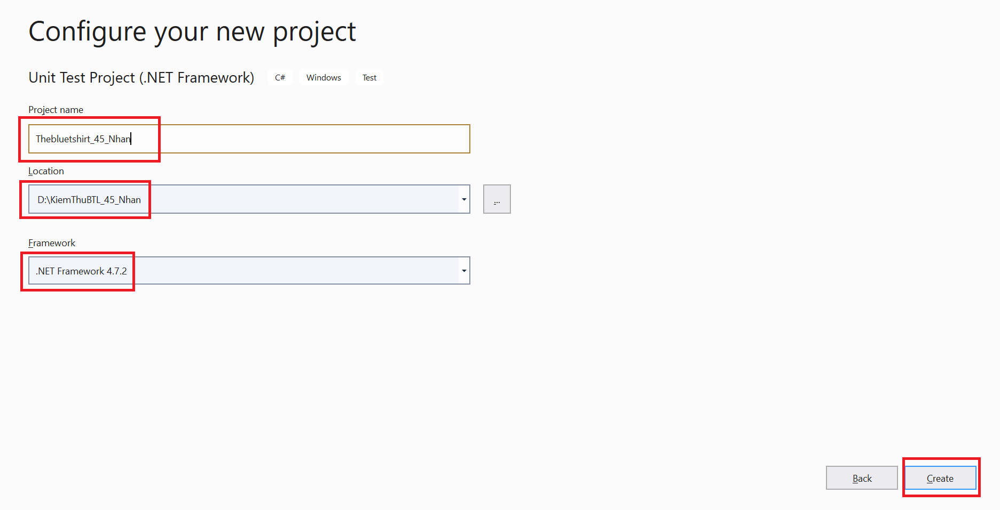 Configure your new project
Unit Test Project (.NET Framework) C# Windows Test
Project name
Thebluetshirt_45_Nhan
Location
D:\KiemThuBTL_45_Nhan
...
Framework
.NET Framework 4.7.2
Back
Create